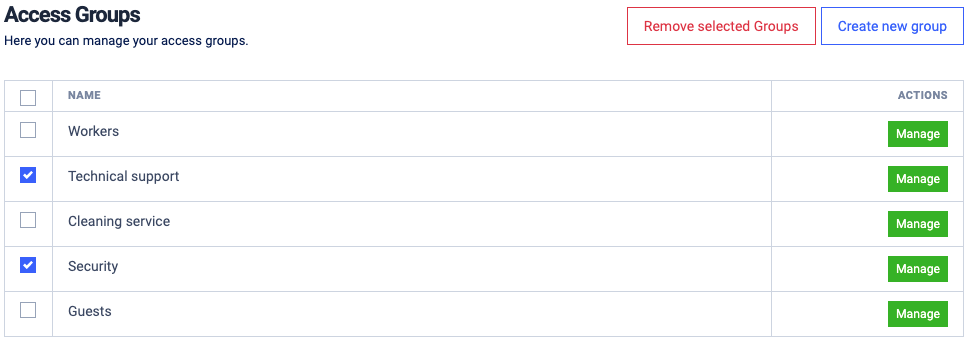 Access Groups
Here you can manage your access groups.
Remove selected Groups
Create new group
NAME
ACTIONS
Workers
Manage
Technical support
Manage
Cleaning service
Manage
Security
Manage
Guests
Manage